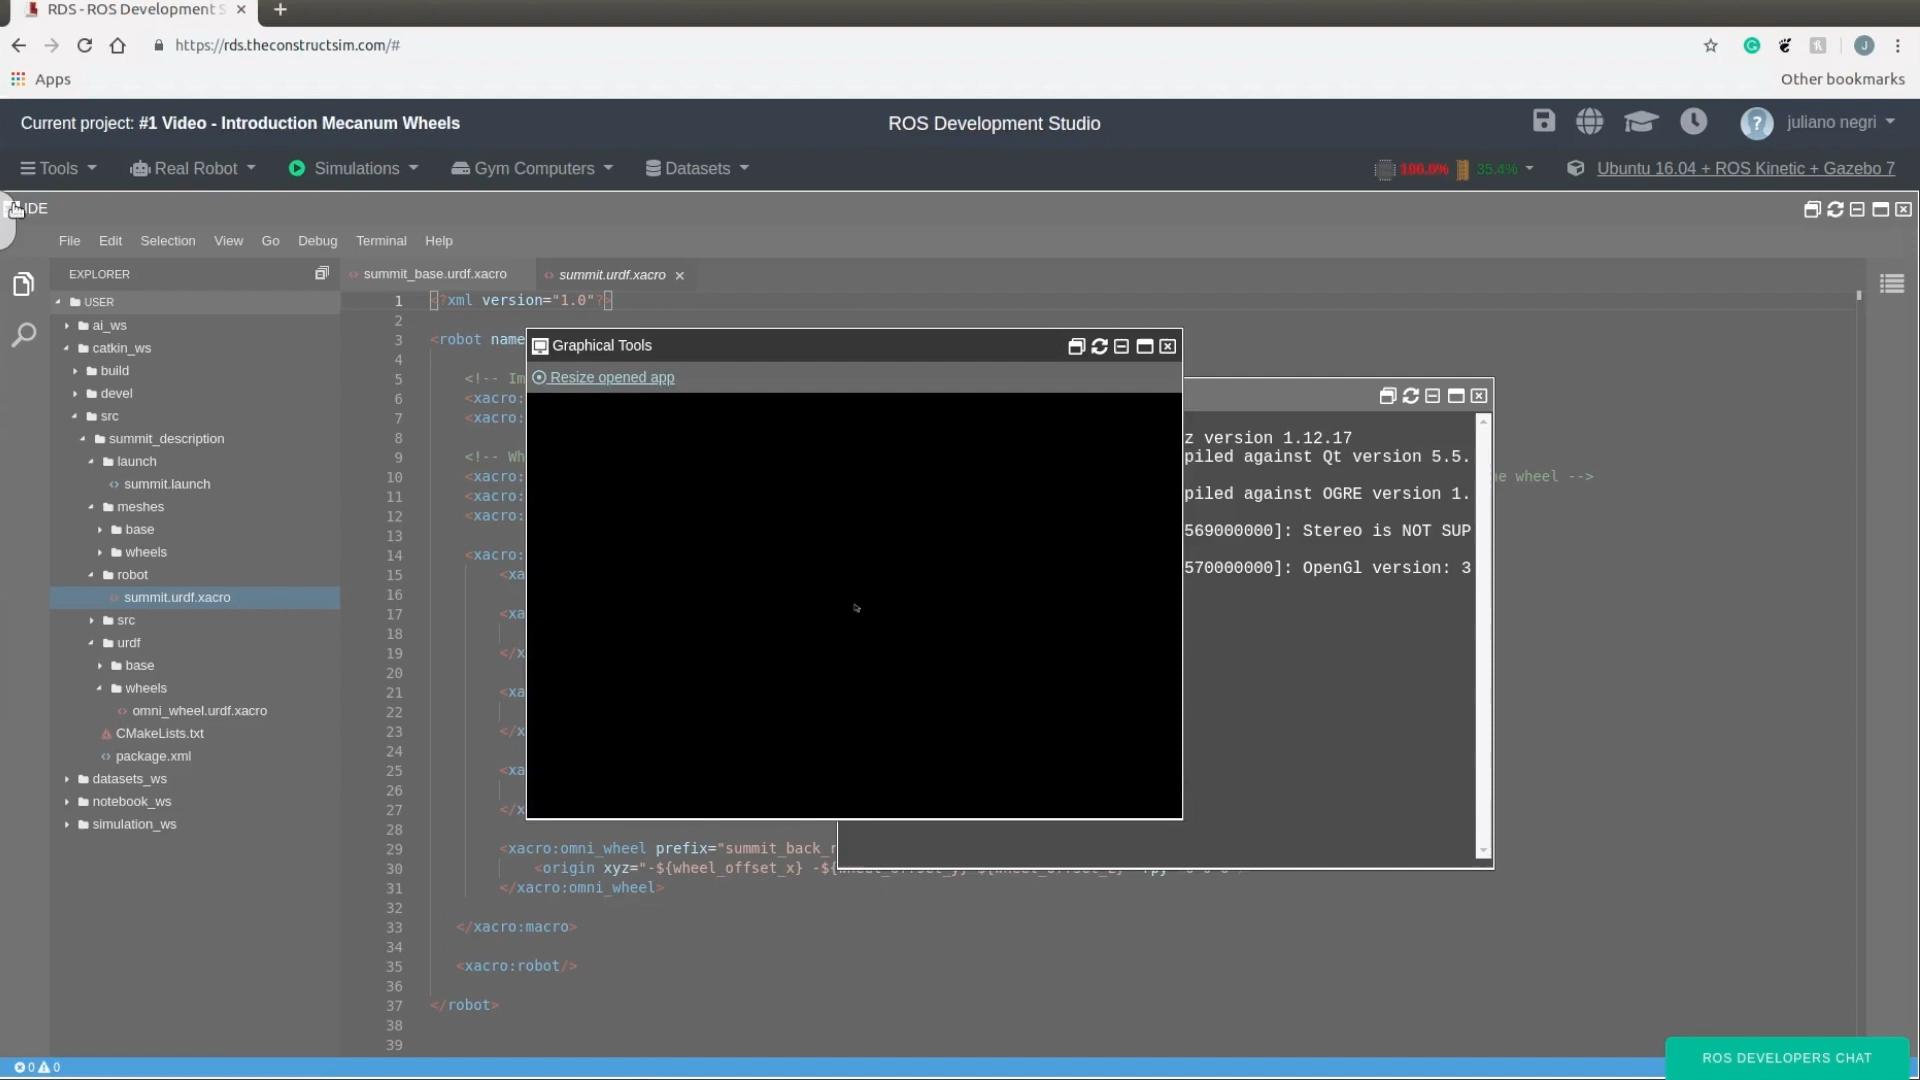 RDS - ROS Development S
https://rds.theconstructsim.com/#
Apps
Other bookmarks
Current project: #1 Video - Introduction Mecanum Wheels
ROS Development Studio
juliano negri
Tools
Real Robot
Simulations
Gym Computers
Datasets
100.0%
35.4%
Ubuntu 16.04 + ROS Kinetic + Gazebo 7
IDE
File Edit Selection View Go Debug Terminal Help
EXPLORER
USER
ai_ws
catkin_ws
build
devel
src
summit_description
launch
summit.launch
meshes
base
wheels
robot
summit.urdf.xacro
src
urdf
base
wheels
omni_wheel.urdf.xacro
CMakeLists.txt
package.xml
datasets_ws
notebook_ws
simulation_ws
summit_base.urdf.xacro
summit.urdf.xacro
1 <?xml version="1.0"?>
2
3 <robot name
4
5 <!-- Im
6 <xacro:
7 <xacro:
8
9 <!-- Wh
10 <xacro: e wheel -->
11 <xacro:
12 <xacro:
13
14 <xacro:
15 <xa
16
17 <xa
18
19 </x
20
21 <xa
22
23 </x
24
25 <xa
26
27 </x
28
29 <xacro:omni_wheel prefix="summit_back_r
30 <origin xyz="-${wheel_offset_x} -${
31 </xacro:omni_wheel>
32
33 </xacro:macro>
34
35 <xacro:robot/>
36
37 </robot>
38
39
Graphical Tools
Resize opened app
z version 1.12.17
piled against Qt version 5.5.
piled against OGRE version 1.
569000000]: Stereo is NOT SUP
570000000]: OpenGl version: 3
0 0
ROS DEVELOPERS CHAT